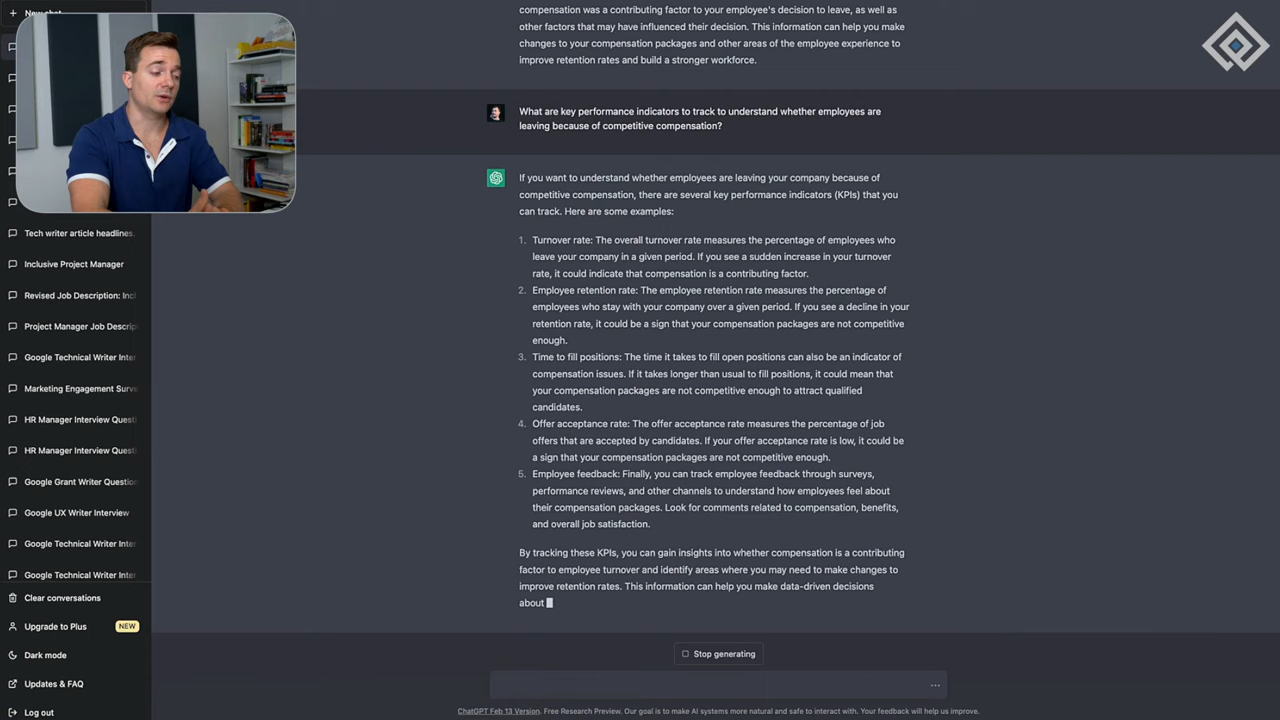 New chat
Tech writer article headlines.
Inclusive Project Manager
Revised Job Description: Inc
Project Manager Job Descrip
Google Technical Writer Inter
Marketing Engagement Surve
HR Manager Interview Questi
HR Manager Interview Questi
Google Grant Writer Question
Google UX Writer Interview
Google Technical Writer Inter
Google Technical Writer Inter
Clear conversations
Upgrade to Plus NEW
Dark mode
Updates & FAQ
Log out
compensation was a contributing factor to your employee's decision to leave, as well as
other factors that may have influenced their decision. This information can help you make
changes to your compensation packages and other areas of the employee experience to
improve retention rates and build a stronger workforce.
What are key performance indicators to track to understand whether employees are
leaving because of competitive compensation?
If you want to understand whether employees are leaving your company because of
competitive compensation, there are several key performance indicators (KPIs) that you
can track. Here are some examples:
1. Turnover rate: The overall turnover rate measures the percentage of employees who
leave your company in a given period. If you see a sudden increase in your turnover
rate, it could indicate that compensation is a contributing factor.
2. Employee retention rate: The employee retention rate measures the percentage of
employees who stay with your company over a given period. If you see a decline in your
retention rate, it could be a sign that your compensation packages are not competitive
enough.
3. Time to fill positions: The time it takes to fill open positions can also be an indicator of
compensation issues. If it takes longer than usual to fill positions, it could mean that
your compensation packages are not competitive enough to attract qualified
candidates.
4. Offer acceptance rate: The offer acceptance rate measures the percentage of job
offers that are accepted by candidates. If your offer acceptance rate is low, it could be
a sign that your compensation packages are not competitive enough.
5. Employee feedback: Finally, you can track employee feedback through surveys,
performance reviews, and other channels to understand how employees feel about
their compensation packages. Look for comments related to compensation, benefits,
and overall job satisfaction.
By tracking these KPIs, you can gain insights into whether compensation is a contributing
factor to employee turnover and identify areas where you may need to make changes to
improve retention rates. This information can help you make data-driven decisions
about
Stop generating
ChatGPT Feb 13 Version. Free Research Preview. Our goal is to make AI systems more natural and safe to interact with. Your feedback will help us improve.